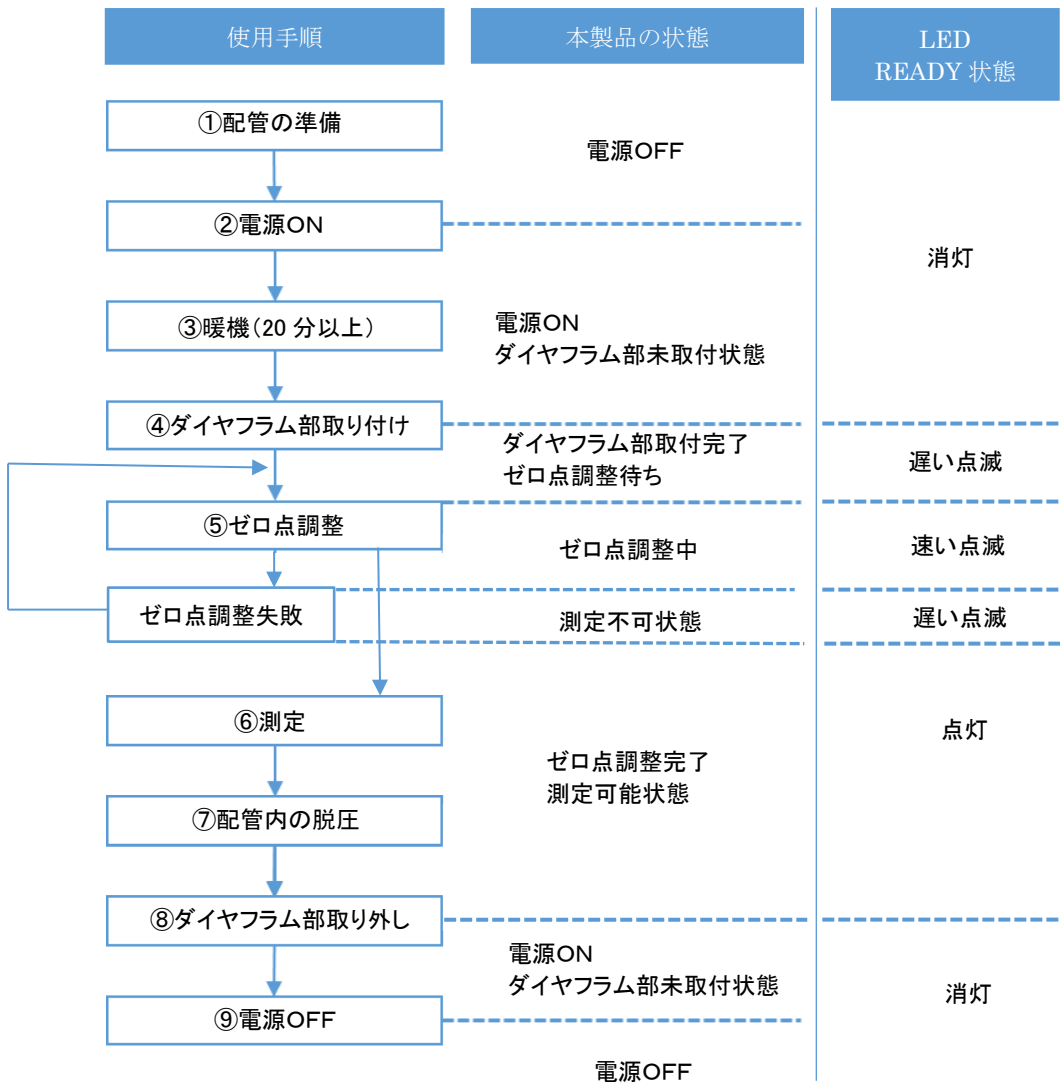 使用手順
本製品の状態
LED
READY 状態
①配管の準備
電源OFF
②電源ON
消灯
③暖機（20 分以上）
電源ON
ダイヤフラム部未取付状態
④ダイヤフラム部取り付け
ダイヤフラム部取付完了
ゼロ点調整待ち
遅い点滅
⑤ゼロ点調整
ゼロ点調整中
速い点滅
ゼロ点調整失敗
測定不可状態
遅い点滅
⑥測定
点灯
ゼロ点調整完了
測定可能状態
⑦配管内の脱圧
⑧ダイヤフラム部取り外し
電源ON
ダイヤフラム部未取付状態
消灯
⑨電源OFF
電源OFF